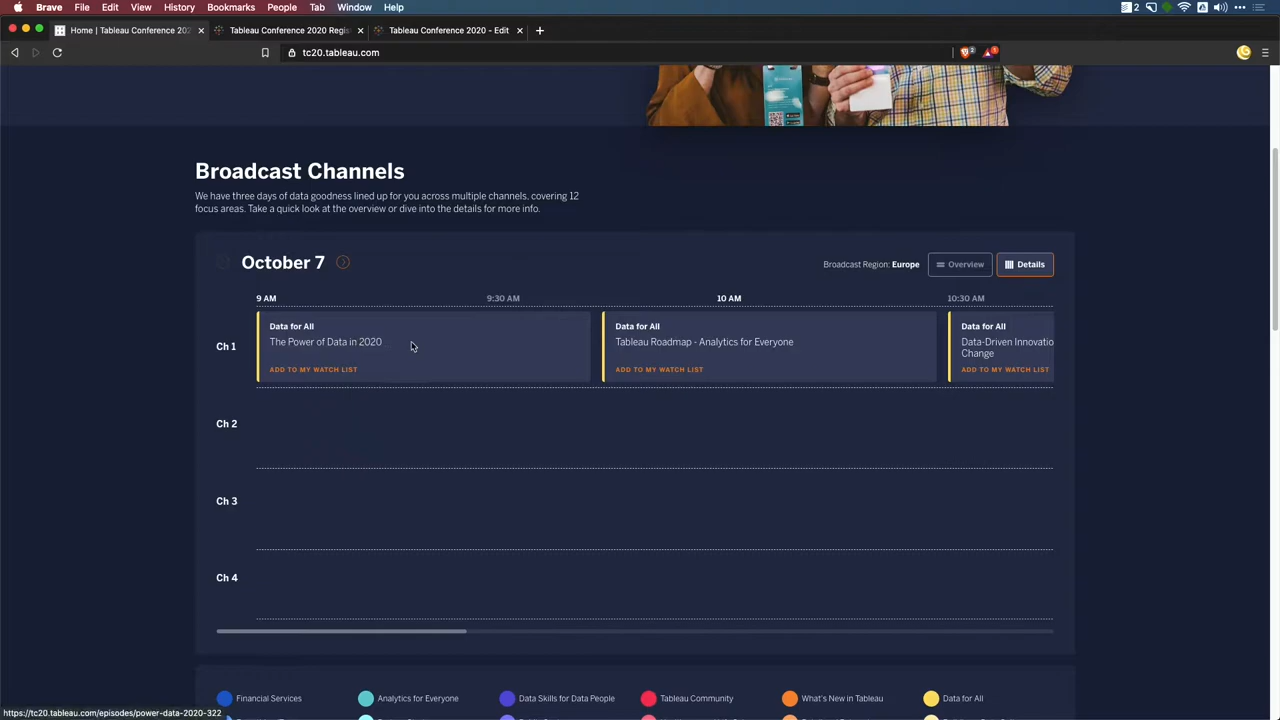 Brave File Edit View History Bookmarks People Tab Window Help
2
Home | Tableau Conference 202 × Tableau Conference 2020 Regis × Tableau Conference 2020 - Edit × +
tc20.tableau.com
Broadcast Channels
We have three days of data goodness lined up for you across multiple channels, covering 12
focus areas. Take a quick look at the overview or dive into the details for more info.
October 7
Broadcast Region: Europe Overview Details
9 AM 9:30 AM 10 AM 10:30 AM
Ch 1
Data for All
The Power of Data in 2020
ADD TO MY WATCH LIST
Data for All
Tableau Roadmap - Analytics for Everyone
ADD TO MY WATCH LIST
Data for All
Data-Driven Innovatio
Change
ADD TO MY WATCH LIST
Ch 2
Ch 3
Ch 4
Financial Services Analytics for Everyone Data Skills for Data People Tableau Community What's New in Tableau Data for All
https://tc20.tableau.com/episodes/power-data-2020-322